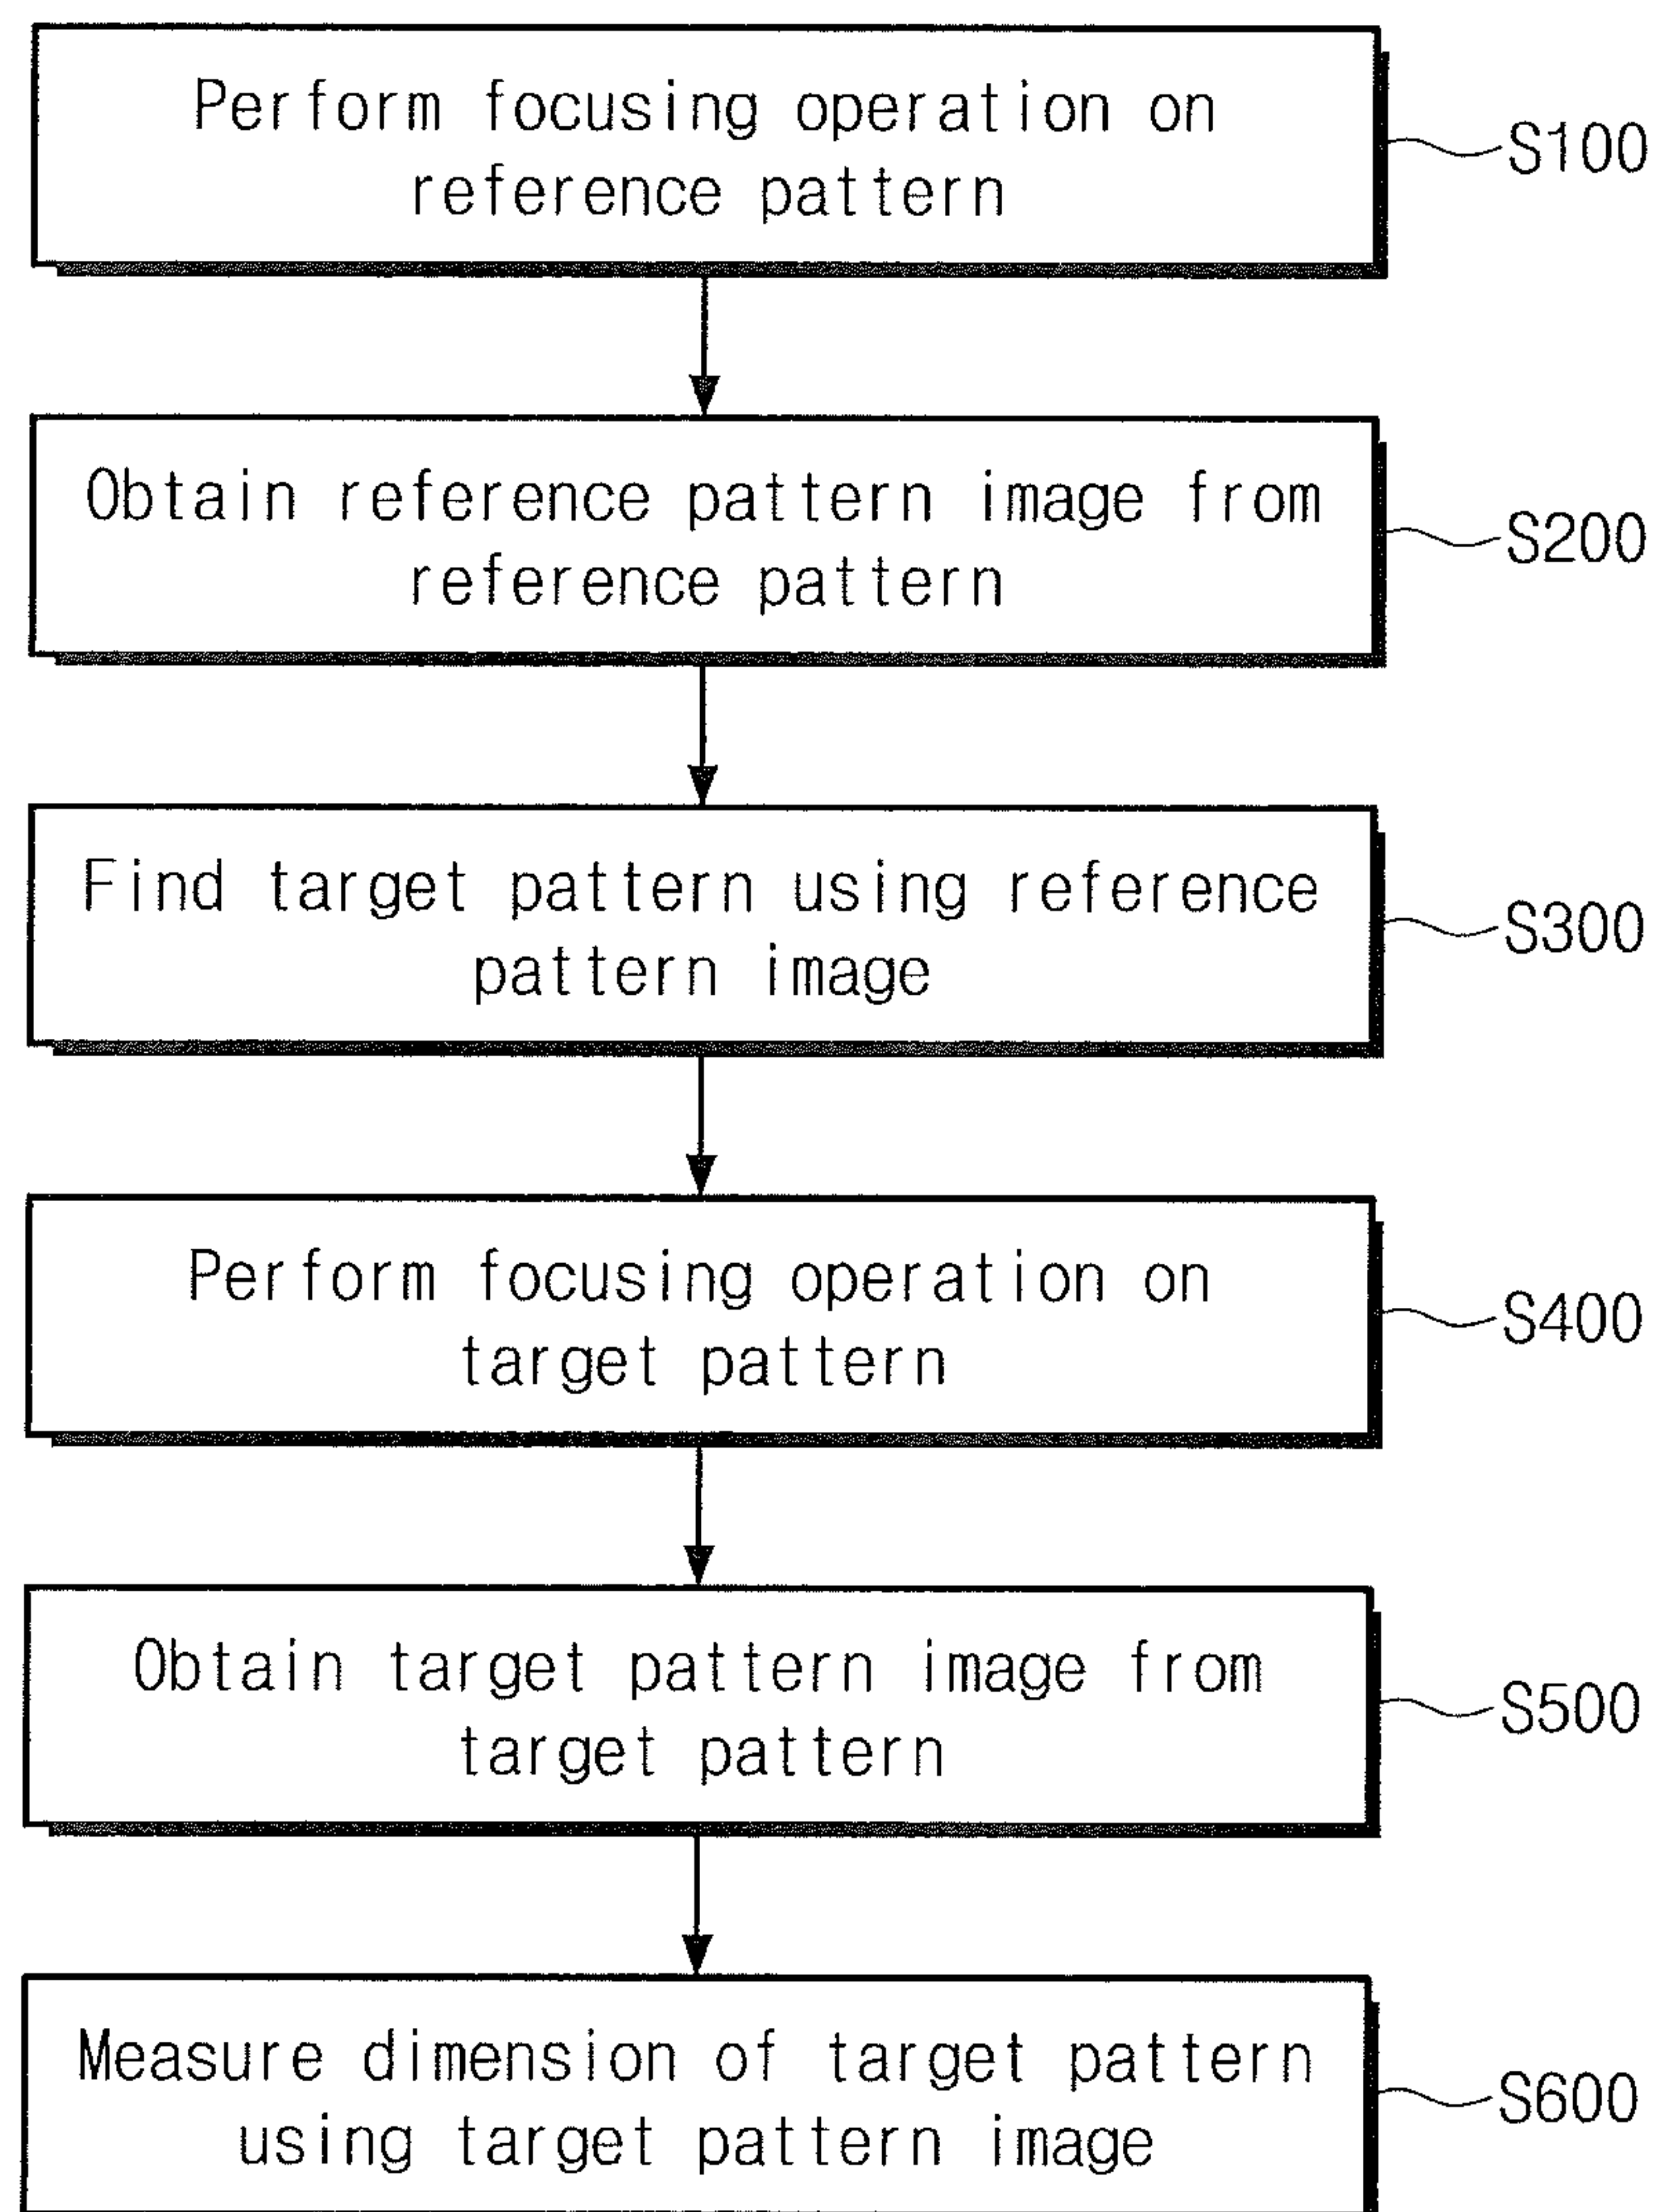 Perform focusing operation on
reference pattern
S100
Obtain reference pattern image from
reference pattern
S200
Find target pattern using reference
pattern image
S300
Perform focusing operation on
target pattern
S400
Obtain target pattern image from
target pattern
S500
Measure dimension of target pattern
using target pattern image
S600